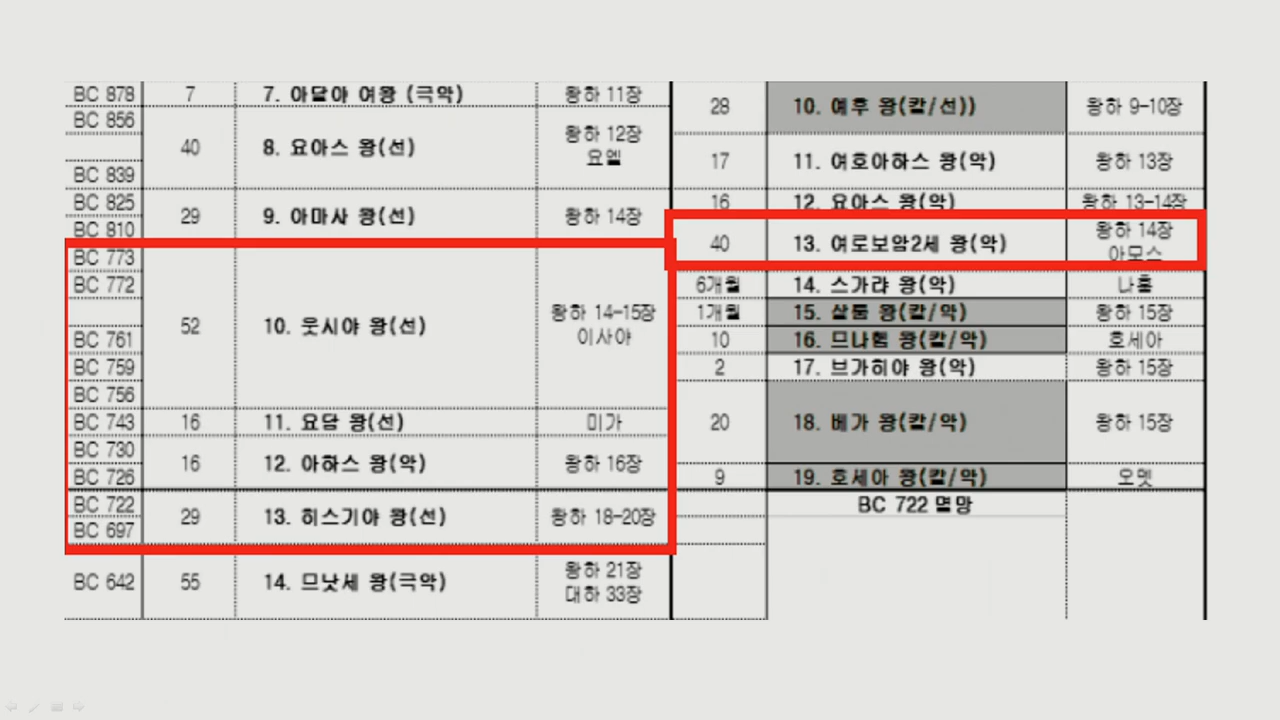 BC 878 7 7. 아달아 여왕 (극악) 왕하 11장
BC 856
40 8. 요아스 왕(선) 왕하 12장
요엘
BC 839
BC 825
29 9. 아마사 왕(선) 왕하 14장
BC 810
BC 773
BC 772
52 10. 웃시야 왕(선) 왕하 14-15장
이사야
BC 761
BC 759
BC 756
BC 743 16 11. 요담 왕(선) 미가
BC 730
16 12. 아하스 왕(악) 왕하 16장
BC 726
BC 722
29 13. 히스기야 왕(선) 왕하 18-20장
BC 697
BC 642 55 14. 므낫세 왕(극악) 왕하 21장
대하 33장
28 10. 예후 왕(칼/선)) 왕하 9-10장
17 11. 여호아하스 왕(악) 왕하 13장
16 12. 요아스 왕(악) 왕하 13-14장
40 13. 여로보암2세 왕(악) 왕하 14장
아모스
6개월 14. 스가랴 왕(악) 나훔
1개월 15. 살룸 왕(칼/악) 왕하 15장
10 16. 므나헴 왕(칼/악) 호세아
2 17. 브가히야 왕(악) 왕하 15장
20 18. 베가 왕(칼/악) 왕하 15장
9 19. 호세아 왕(칼/악) 오뎃
BC 722 멸망